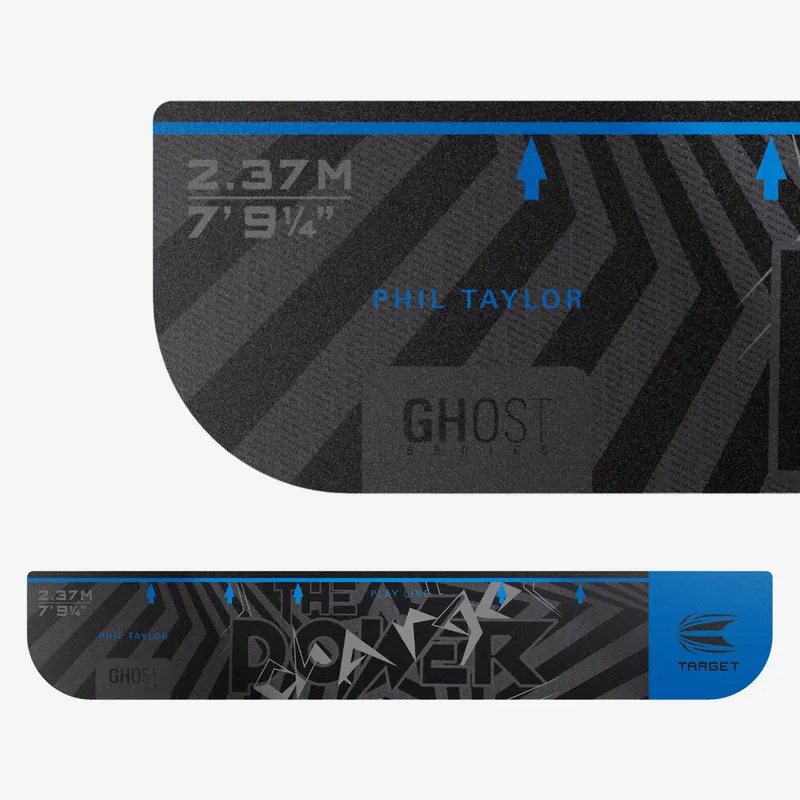 2.37M
7' 9¼"
PHIL TAYLOR
GHOST
SERIES
2.37M
7' 9¼"
PLAY LINE
THE
POWER
PHIL TAYLOR
GHOST
TARGET